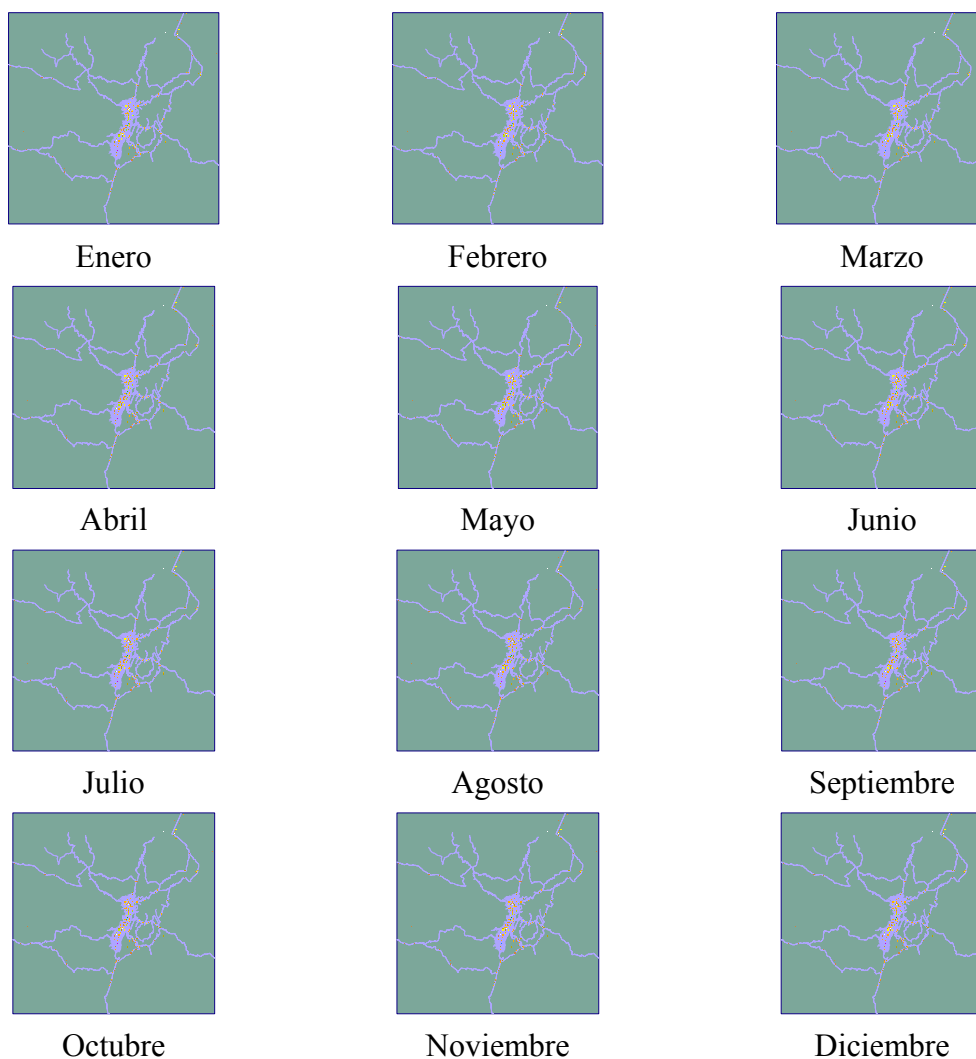 Enero Febrero Marzo
Abril Mayo Junio
Julio Agosto Septiembre
Octubre Noviembre Diciembre